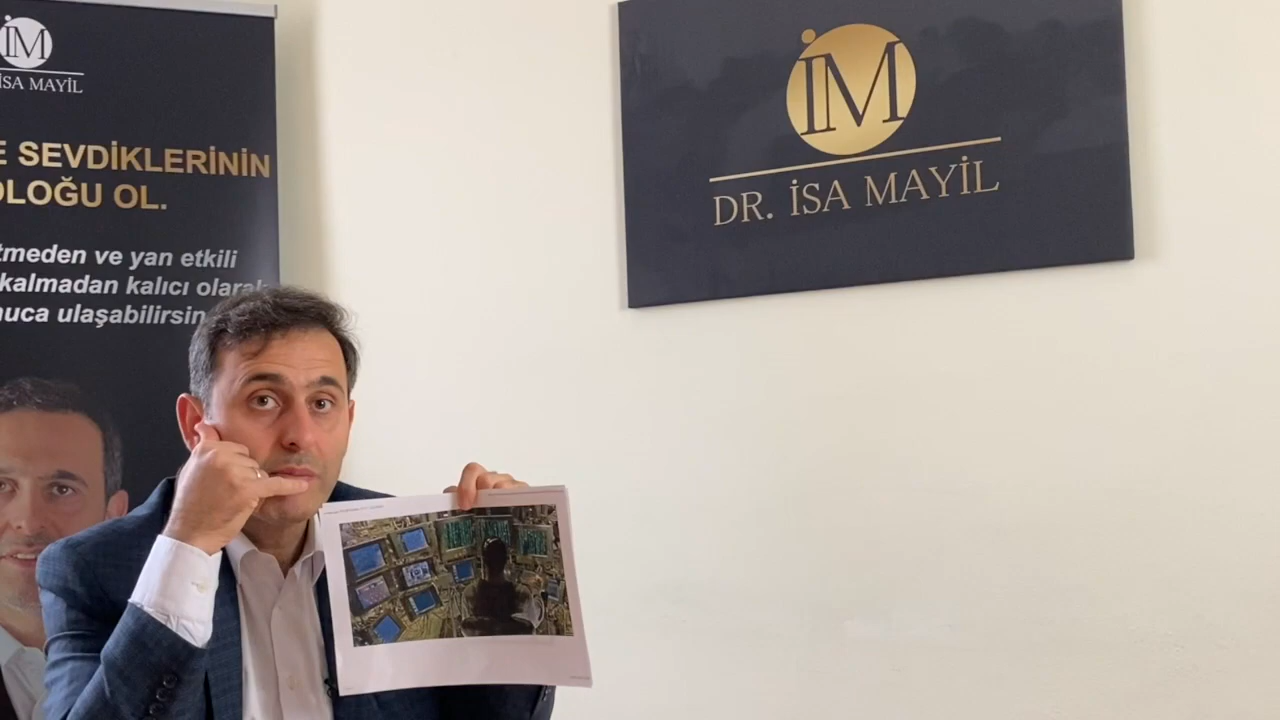 İM
İSA MAYİL
E SEVDİKLERİNİN
OLOĞU OL.
tmeden ve yan etkili
kalmadan kalıcı olarak
nuca ulaşabilirsin
İM
DR. İSA MAYİL